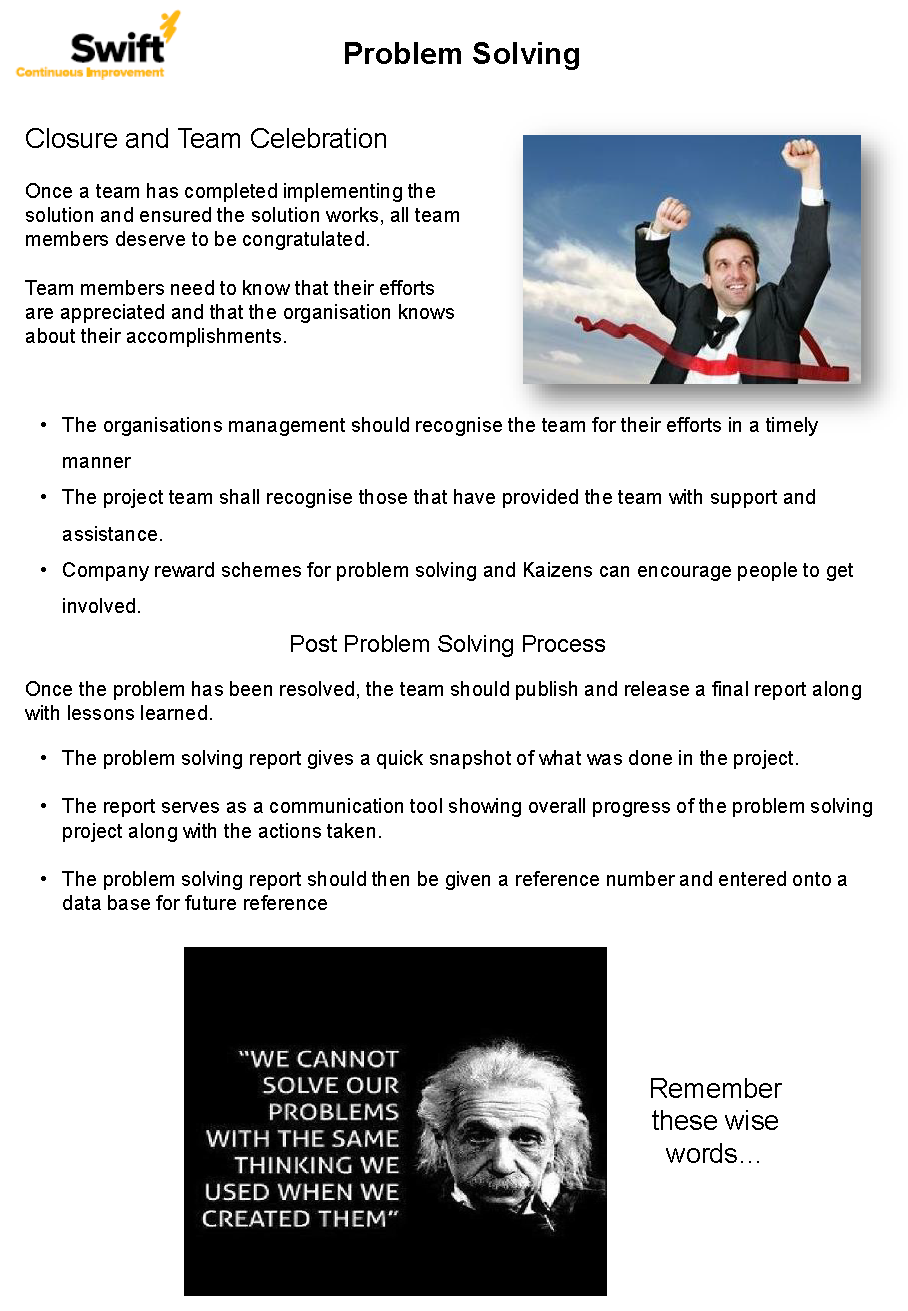 Swift
Continuous Improvement
Problem Solving
Closure and Team Celebration
Once a team has completed implementing the
solution and ensured the solution works, all team
members deserve to be congratulated.
Team members need to know that their efforts
are appreciated and that the organisation knows
about their accomplishments.
• The organisations management should recognise the team for their efforts in a timely
manner
• The project team shall recognise those that have provided the team with support and
assistance.
• Company reward schemes for problem solving and Kaizens can encourage people to get
involved.
Post Problem Solving Process
Once the problem has been resolved, the team should publish and release a final report along
with lessons learned.
• The problem solving report gives a quick snapshot of what was done in the project.
• The report serves as a communication tool showing overall progress of the problem solving
project along with the actions taken.
• The problem solving report should then be given a reference number and entered onto a
data base for future reference
“WE CANNOT
SOLVE OUR
PROBLEMS
WITH THE SAME
THINKING WE
USED WHEN WE
CREATED THEM”
Remember
these wise
words…